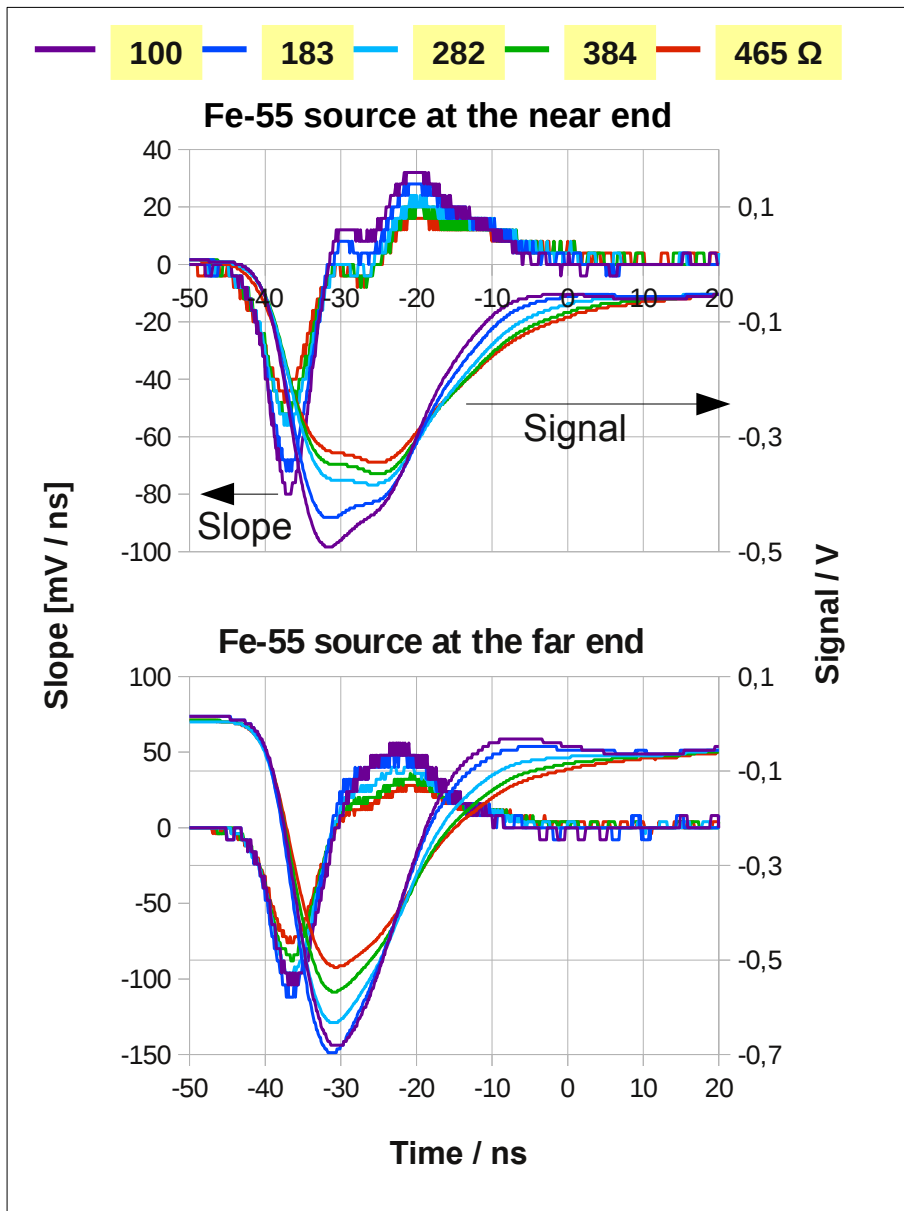 100 183 282 384 465 Ω
Fe-55 source at the near end
40
20
0
-20
-40
-60
-80
-100
-50 -40 -30 -20 -10 0 10 20
0,1
-0,1
-0,3
-0,5
Signal
Slope
Slope [mV / ns]
Signal / V
Fe-55 source at the far end
100
50
0
-50
-100
-150
0,1
-0,1
-0,3
-0,5
-0,7
-50 -40 -30 -20 -10 0 10 20
Time / ns